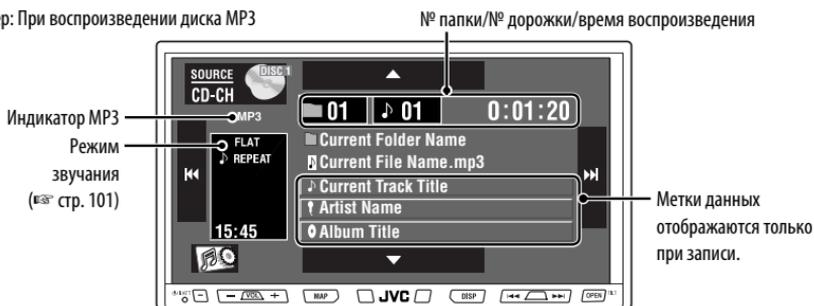 ер: При воспроизведении диска MP3
№ папки/№ дорожки/время воспроизведения
SOURCE
DISC 1
CD-CH
01
01
0:01:20
Индикатор MP3
MP3
Режим
звучания
(☞ стр. 101)
FLAT
REPEAT
Current Folder Name
Current File Name.mp3
Current Track Title
Artist Name
Album Title
15:45
Метки данных
отображаются только
при записи.
VOL
MAP
JVC
DISP
OPEN